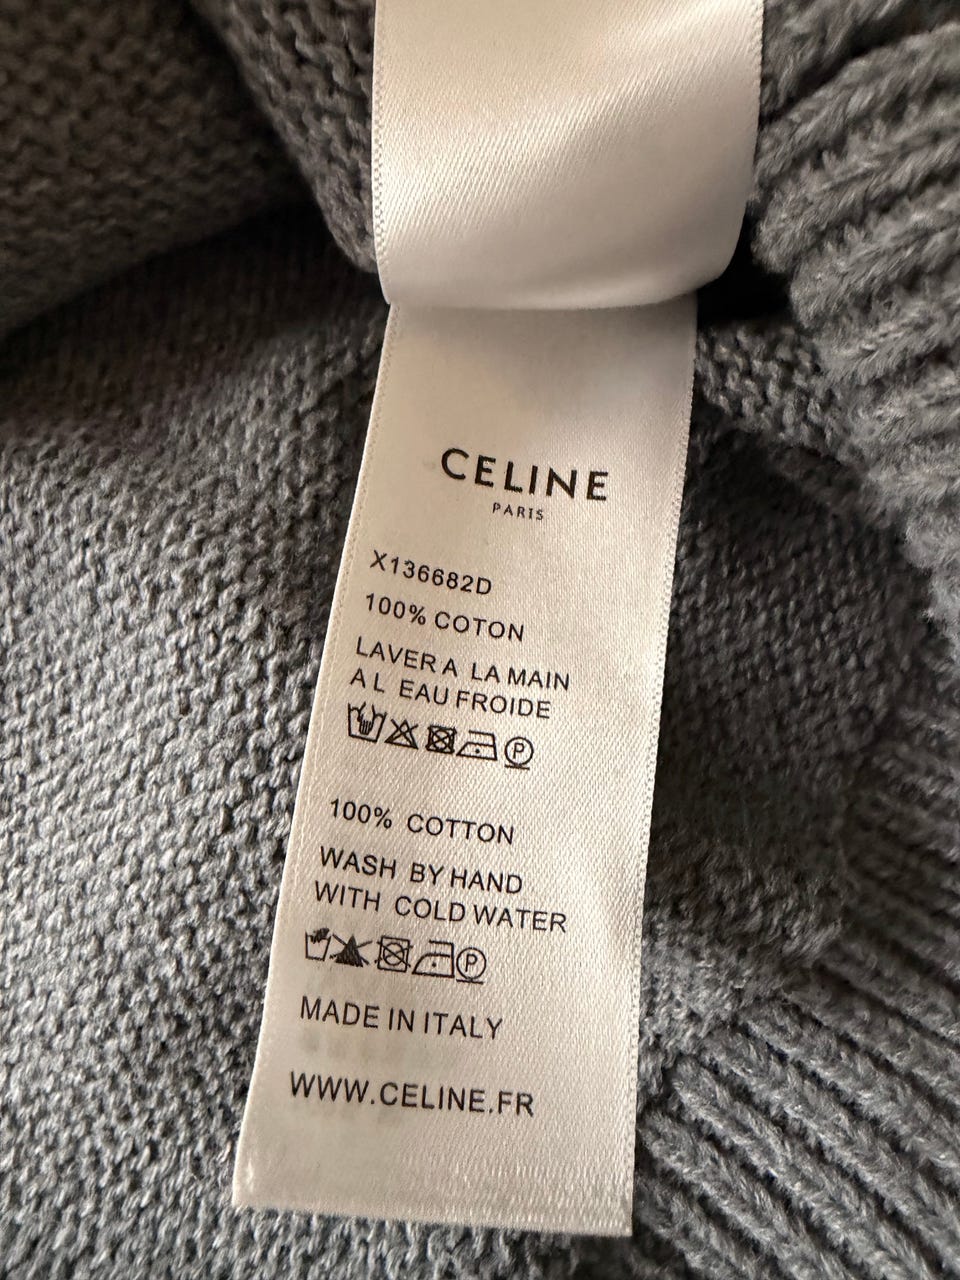 CELINE
PARIS
X136682D
100% COTON
LAVER A LA MAIN
A L EAU FROIDE
P
100% COTTON
WASH BY HAND
WITH COLD WATER
P
MADE IN ITALY
WWW.CELINE.FR